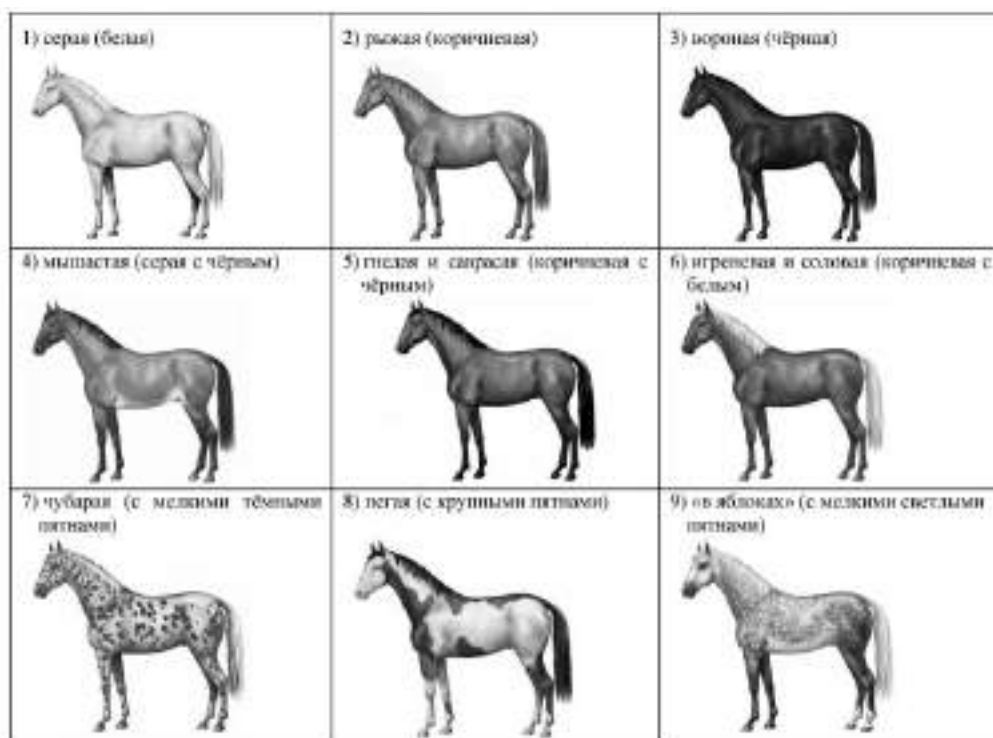 1) серая (белая)
2) рыжая (коричневая)
3) вороная (чёрная)
4) мышастая (серая с чёрным)
5) гнедая и саврасая (коричневая с
чёрным)
6) игреневая и соловая (коричневая с
белым)
7) чубарая (с мелкими тёмными
пятнами)
8) пегая (с крупными пятнами)
9) «в яблоках» (с мелкими светлыми
пятнами)